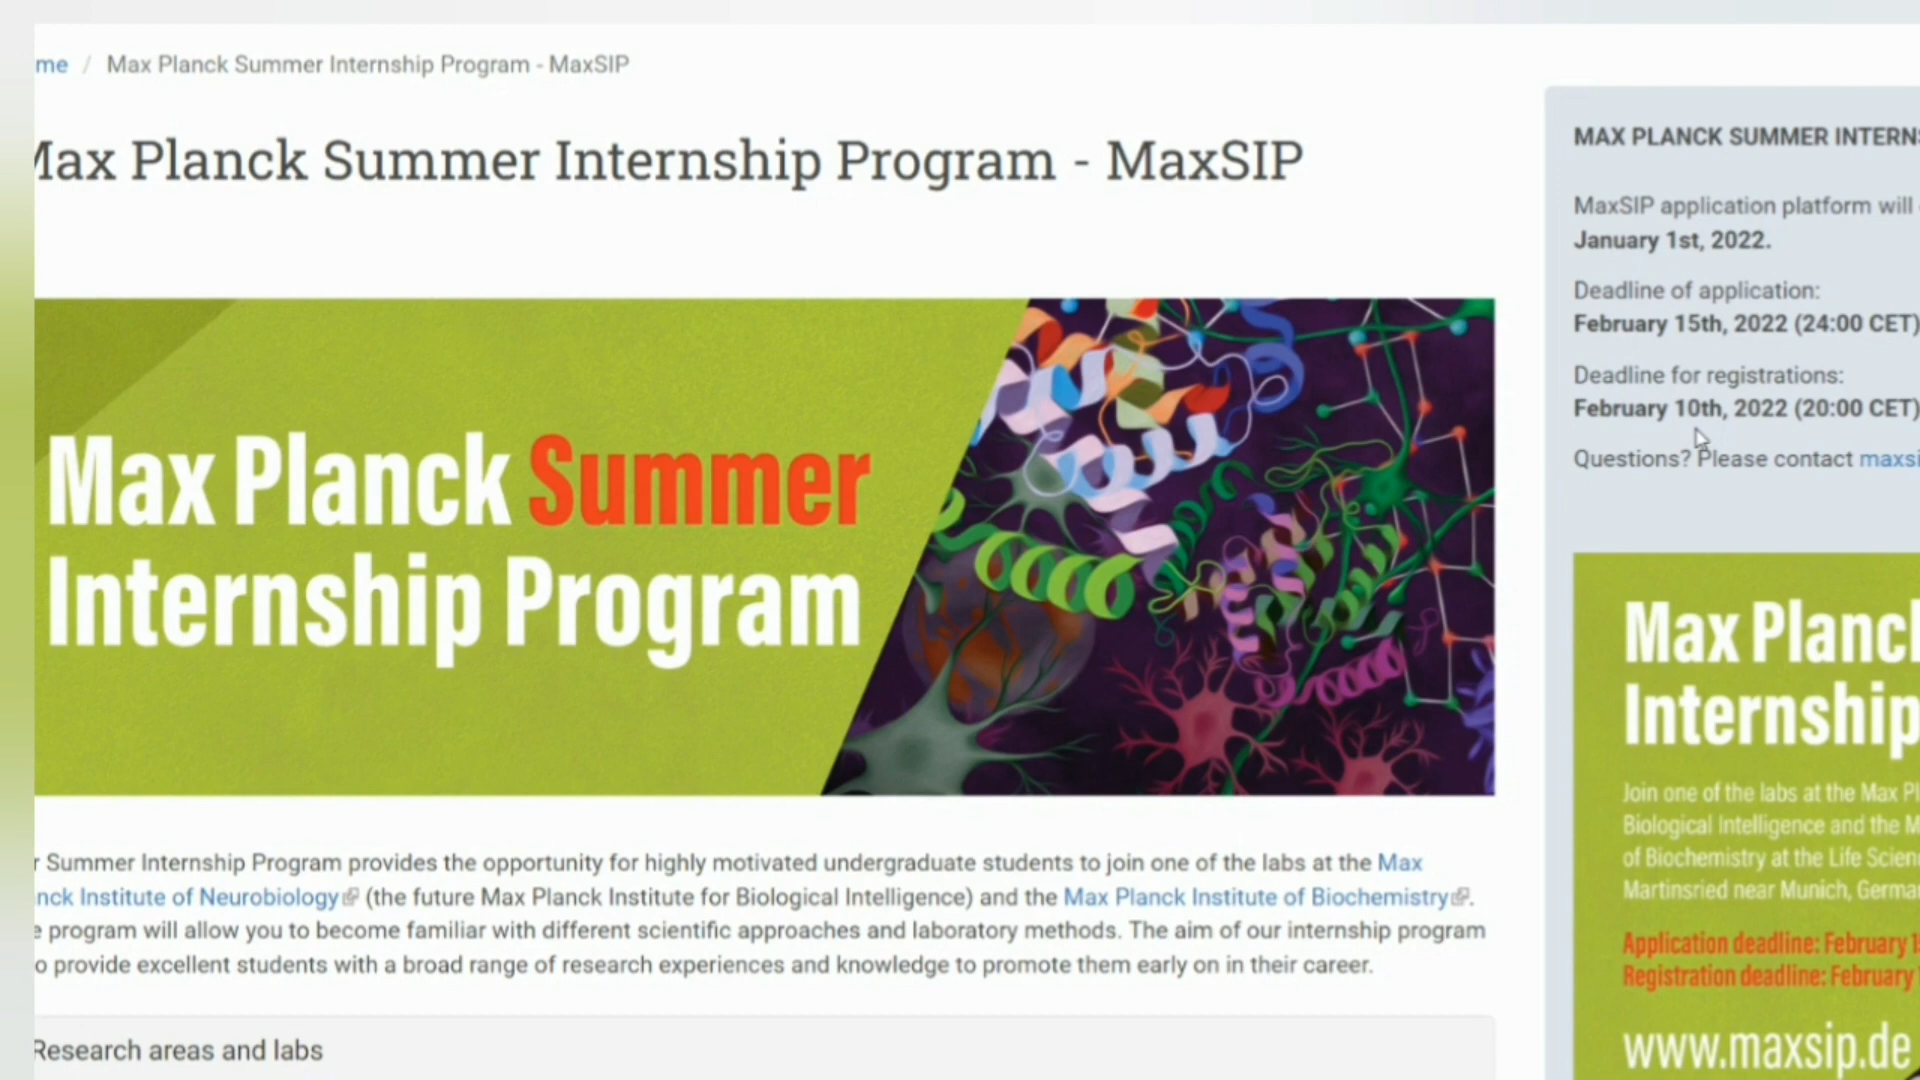 me / Max Planck Summer Internship Program - MaxSIP
Max Planck Summer Internship Program - MaxSIP
Max Planck Summer
Internship Program
r Summer Internship Program provides the opportunity for highly motivated undergraduate students to join one of the labs at the Max
nck Institute of Neurobiology (the future Max Planck Institute for Biological Intelligence) and the Max Planck Institute of Biochemistry.
e program will allow you to become familiar with different scientific approaches and laboratory methods. The aim of our internship program
o provide excellent students with a broad range of research experiences and knowledge to promote them early on in their career.
Research areas and labs
MAX PLANCK SUMMER INTERNS
MaxSIP application platform will
January 1st, 2022.
Deadline of application:
February 15th, 2022 (24:00 CET)
Deadline for registrations:
February 10th, 2022 (20:00 CET)
Questions? Please contact maxsi
Max Planck
Internship
Join one of the labs at the Max Pl
Biological Intelligence and the M
of Biochemistry at the Life Scienc
Martinsried near Munich, German
Application deadline: February 1
Registration deadline: February
www.maxsip.de